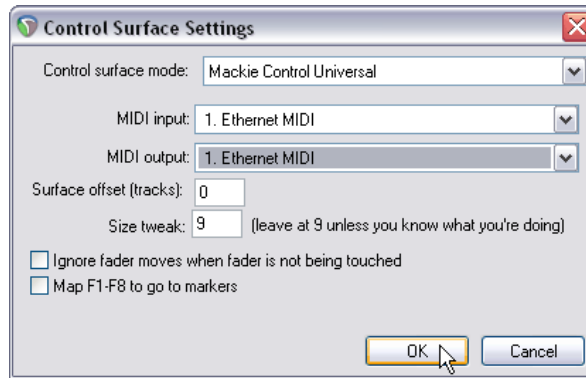 Control Surface Settings
Control surface mode: Mackie Control Universal
MIDI input: 1. Ethernet MIDI
MIDI output: 1. Ethernet MIDI
Surface offset (tracks): 0
Size tweak: 9 (leave at 9 unless you know what you're doing)
Ignore fader moves when fader is not being touched
Map F1-F8 to go to markers
OK Cancel